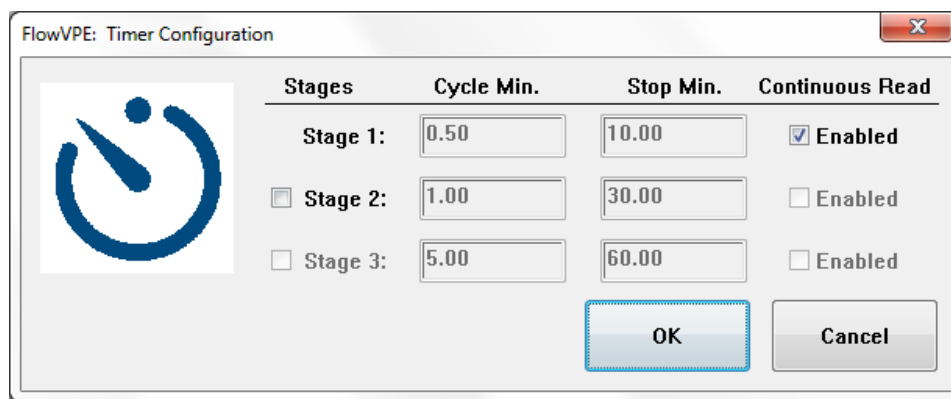 FlowVPE: Timer Configuration
Stages Cycle Min. Stop Min. Continuous Read
Stage 1: 0.50 10.00 Enabled
Stage 2: 1.00 30.00 Enabled
Stage 3: 5.00 60.00 Enabled
OK Cancel